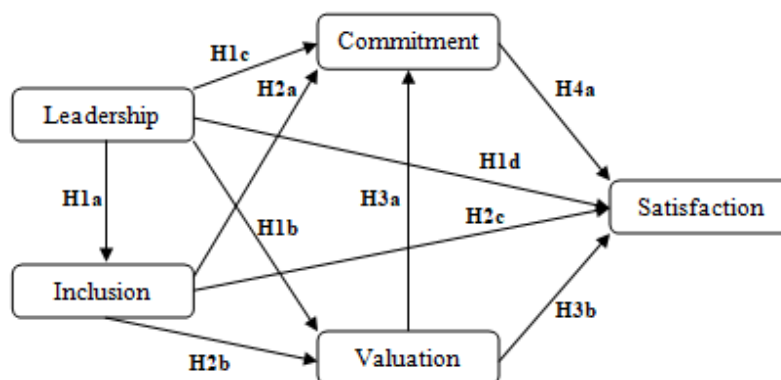 Commitment
H1c
H2a
H4a
Leadership
H1d
H1a
H3a
Satisfaction
H1b
H2c
Inclusion
H3b
H2b
Valuation